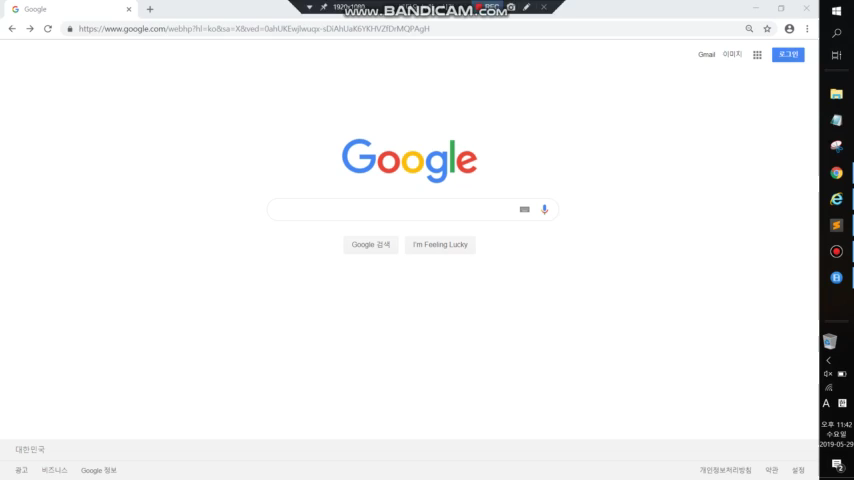 Google
1920×1080
REC
www.BANDICAM.com
https://www.google.com/webhp?hl=ko&sa=X&ved=0ahUKEwjIwuqx-sDiAhUaK6YKHVZfDrMQPAgH
Gmail 이미지 로그인
Google
Google 검색 I'm Feeling Lucky
대한민국
광고 비즈니스 Google 정보 개인정보처리방침 약관 설정
A
오후 11:42
수요일
2019-05-29
2